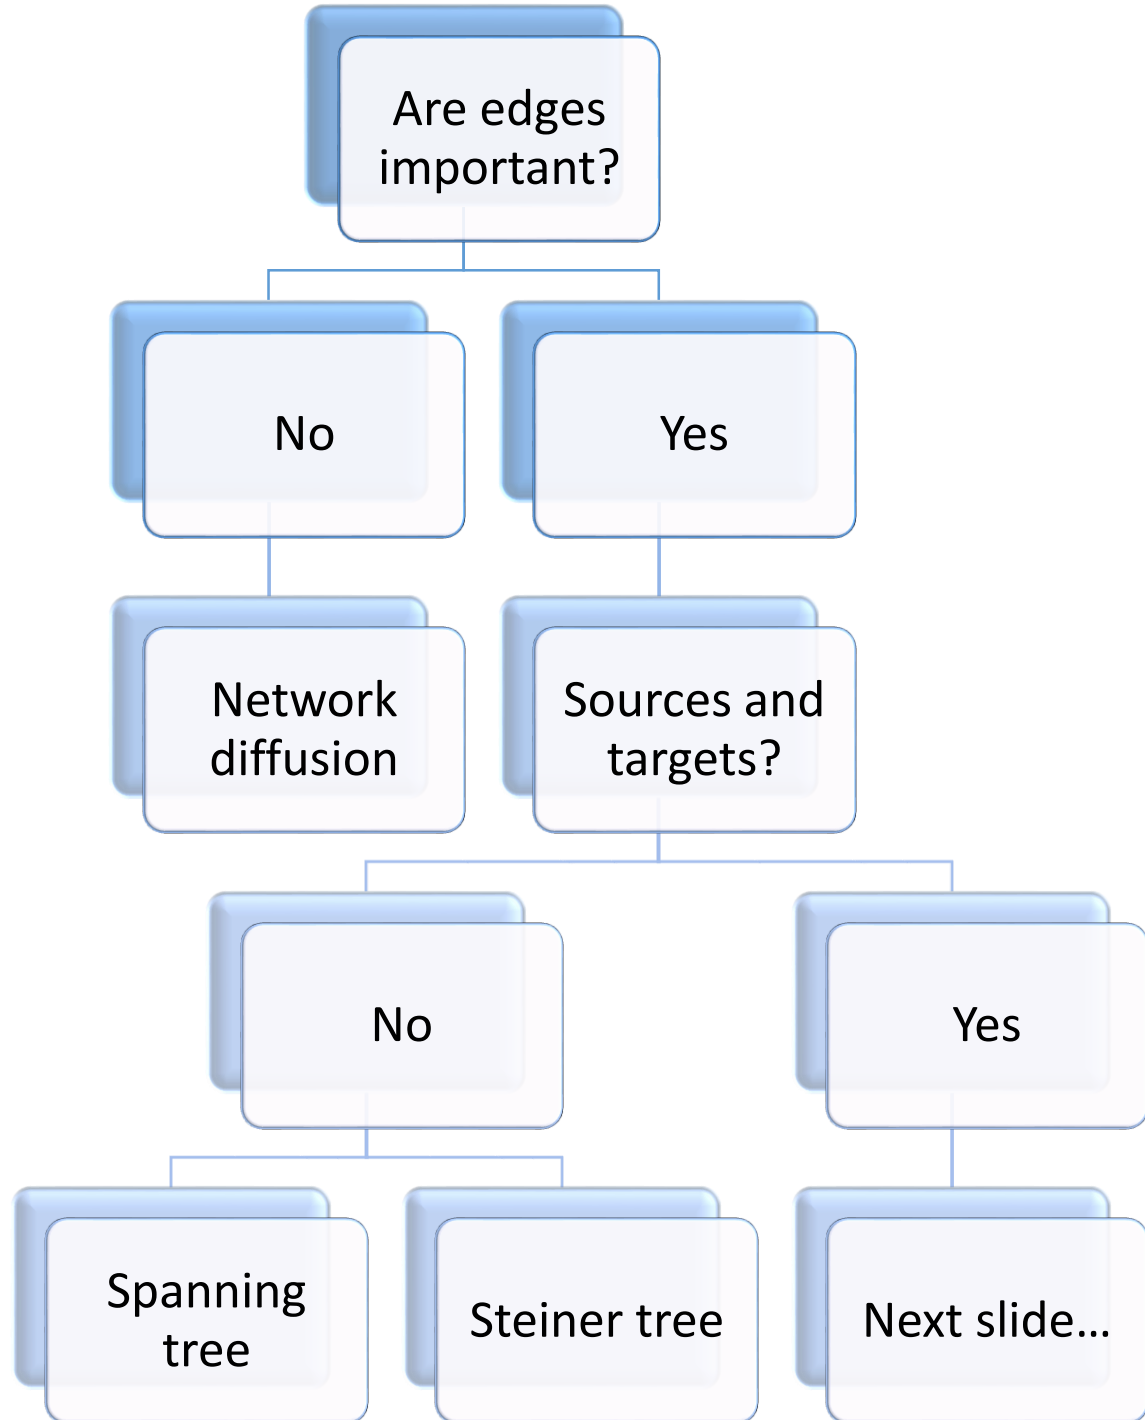 Are edges
important?
No
Yes
Network
diffusion
Sources and
targets?
No
Yes
Spanning
tree
Steiner tree
Next slide…